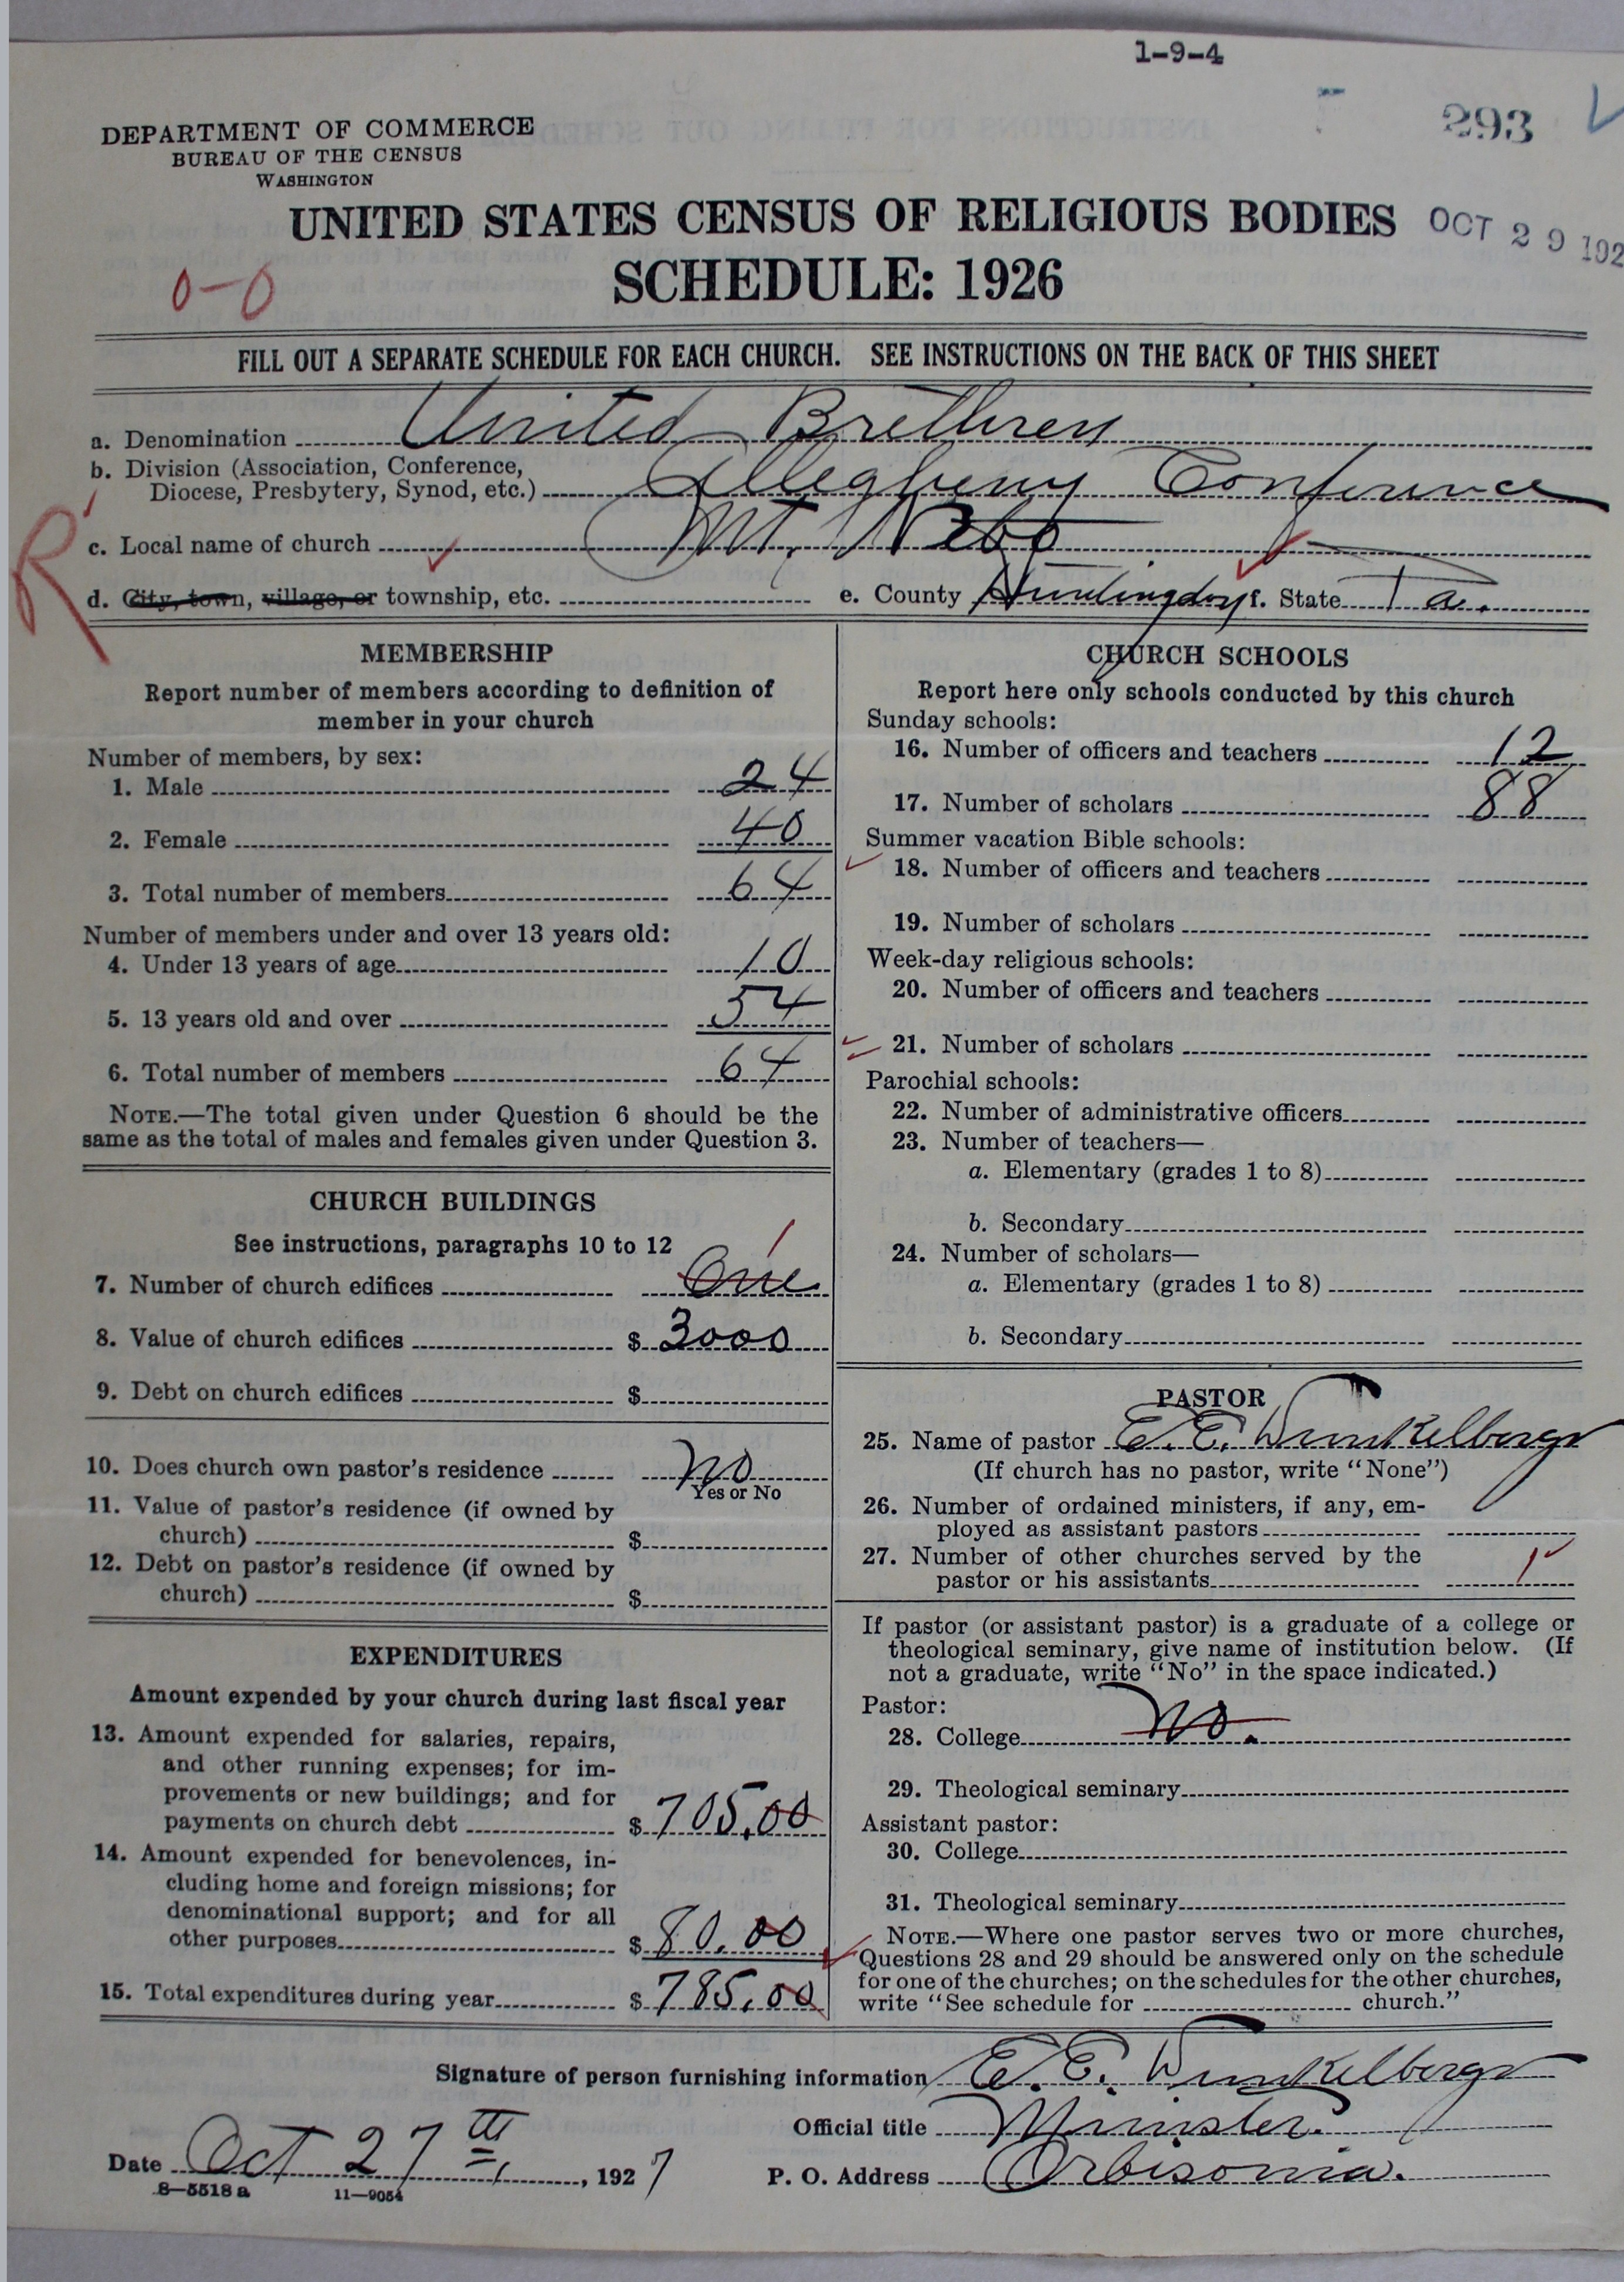 1-9-4
293
DEPARTMENT OF COMMERCE
BUREAU OF THE CENSUS
WASHINGTON
UNITED STATES CENSUS OF RELIGIOUS BODIES
OCT 29 192
SCHEDULE: 1926
0-0
FILL OUT A SEPARATE SCHEDULE FOR EACH CHURCH. SEE INSTRUCTIONS ON THE BACK OF THIS SHEET
a. Denomination United Brethren
b. Division (Association, Conference,
Diocese, Presbytery, Synod, etc.) Allegheny Conference
R
c. Local name of church Mt. Nebo
d. City, town, village, or township, etc. e. County Huntingdon f. State Pa.
MEMBERSHIP
Report number of members according to definition of
member in your church
Number of members, by sex:
1. Male 24
2. Female 40
3. Total number of members 64
Number of members under and over 13 years old:
4. Under 13 years of age 10
5. 13 years old and over 54
6. Total number of members 64
NOTE.—The total given under Question 6 should be the
same as the total of males and females given under Question 3.
CHURCH BUILDINGS
See instructions, paragraphs 10 to 12
1
7. Number of church edifices One
8. Value of church edifices $ 3000
9. Debt on church edifices $
10. Does church own pastor's residence No
Yes or No
11. Value of pastor's residence (if owned by
church) $
12. Debt on pastor's residence (if owned by
church) $
EXPENDITURES
Amount expended by your church during last fiscal year
13. Amount expended for salaries, repairs,
and other running expenses; for im-
provements or new buildings; and for
payments on church debt $ 705.00
14. Amount expended for benevolences, in-
cluding home and foreign missions; for
denominational support; and for all
other purposes $ 80.00
15. Total expenditures during year $ 785.00
CHURCH SCHOOLS
Report here only schools conducted by this church
Sunday schools:
16. Number of officers and teachers 12
17. Number of scholars 88
Summer vacation Bible schools:
18. Number of officers and teachers
19. Number of scholars
Week-day religious schools:
20. Number of officers and teachers
21. Number of scholars
Parochial schools:
22. Number of administrative officers
23. Number of teachers—
a. Elementary (grades 1 to 8)
b. Secondary
24. Number of scholars—
a. Elementary (grades 1 to 8)
b. Secondary
PASTOR
25. Name of pastor E. E. Dunkelberger
(If church has no pastor, write "None")
26. Number of ordained ministers, if any, em-
ployed as assistant pastors
27. Number of other churches served by the
pastor or his assistants 1
If pastor (or assistant pastor) is a graduate of a college or
theological seminary, give name of institution below. (If
not a graduate, write "No" in the space indicated.)
Pastor:
28. College No.
29. Theological seminary
Assistant pastor:
30. College
31. Theological seminary
NOTE.—Where one pastor serves two or more churches,
Questions 28 and 29 should be answered only on the schedule
for one of the churches; on the schedules for the other churches,
write "See schedule for church."
Signature of person furnishing information E. E. Dunkelberger
Official title Minister.
Date Oct 27th, 1927
P. O. Address Orbisonia.
8-5518 a
11-9054